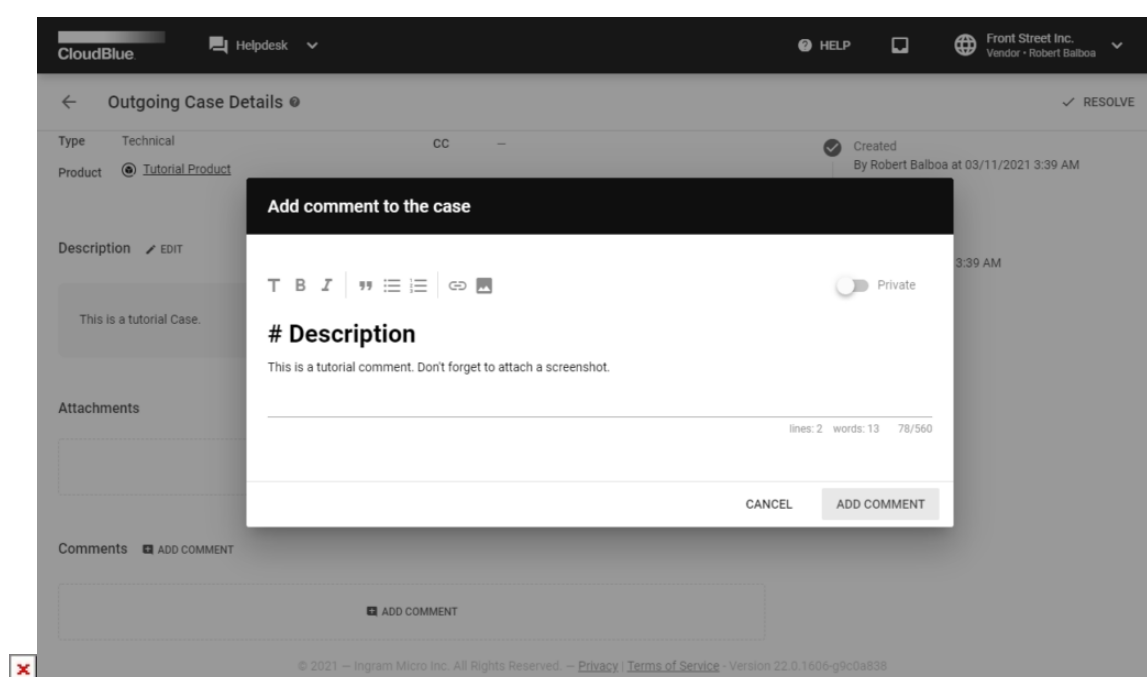 CloudBlue.
Helpdesk
HELP
Front Street Inc.
Vendor • Robert Balboa
Outgoing Case Details
RESOLVE
Type Technical
CC —
Product Tutorial Product
Created
By Robert Balboa at 03/11/2021 3:39 AM
3:39 AM
Description EDIT
This is a tutorial Case.
Attachments
Add comment to the case
T B I
Private
# Description
This is a tutorial comment. Don't forget to attach a screenshot.
lines: 2 words: 13 78/560
CANCEL ADD COMMENT
Comments ADD COMMENT
ADD COMMENT
© 2021 — Ingram Micro Inc. All Rights Reserved. — Privacy | Terms of Service - Version 22.0.1606-g9c0a838